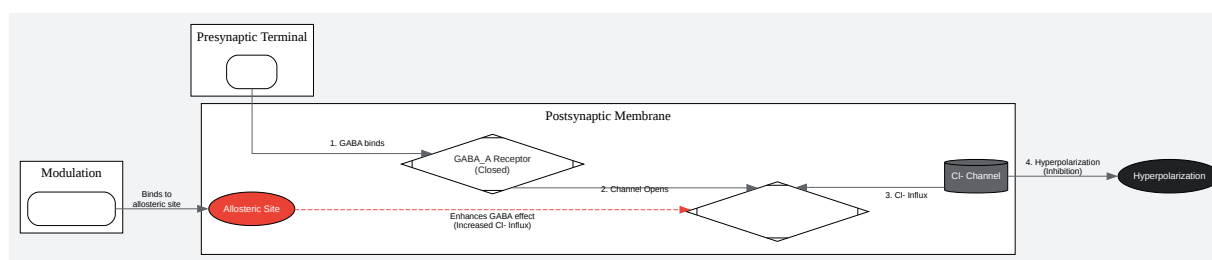 Presynaptic Terminal
Postsynaptic Membrane
1. GABA binds
GABA_A Receptor
(Closed)
Modulation
Binds to
allosteric site
Allosteric Site
2. Channel Opens
Enhances GABA effect
(Increased Cl- Influx)
Cl- Channel
3. Cl- Influx
4. Hyperpolarization
(Inhibition)
Hyperpolarization